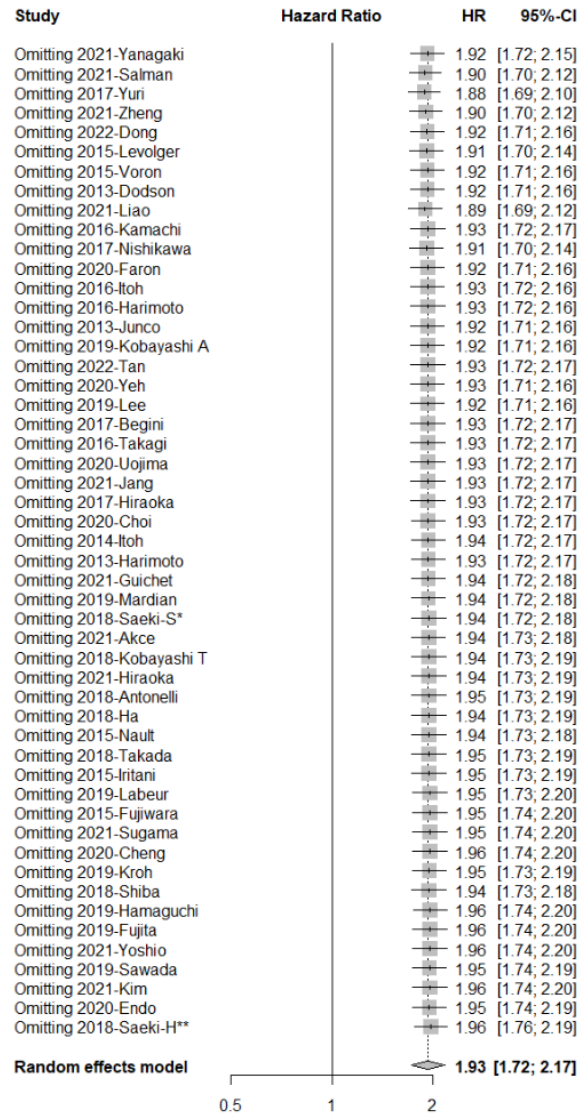 Study Hazard Ratio HR 95%-CI
Omitting 2021-Yanagaki 1.92 [1.72; 2.15]
Omitting 2021-Salman 1.90 [1.70; 2.12]
Omitting 2017-Yuri 1.88 [1.69; 2.10]
Omitting 2021-Zheng 1.90 [1.70; 2.12]
Omitting 2022-Dong 1.92 [1.71; 2.16]
Omitting 2015-Levolger 1.91 [1.70; 2.14]
Omitting 2015-Voron 1.92 [1.71; 2.16]
Omitting 2013-Dodson 1.92 [1.71; 2.16]
Omitting 2021-Liao 1.89 [1.69; 2.12]
Omitting 2016-Kamachi 1.93 [1.72; 2.17]
Omitting 2017-Nishikawa 1.91 [1.70; 2.14]
Omitting 2020-Faron 1.92 [1.71; 2.16]
Omitting 2016-Itoh 1.93 [1.72; 2.16]
Omitting 2016-Harimoto 1.93 [1.72; 2.16]
Omitting 2013-Junco 1.92 [1.71; 2.16]
Omitting 2019-Kobayashi A 1.92 [1.71; 2.16]
Omitting 2022-Tan 1.93 [1.72; 2.17]
Omitting 2020-Yeh 1.93 [1.71; 2.16]
Omitting 2019-Lee 1.92 [1.71; 2.16]
Omitting 2017-Begini 1.93 [1.72; 2.17]
Omitting 2016-Takagi 1.93 [1.72; 2.17]
Omitting 2020-Uojima 1.93 [1.72; 2.17]
Omitting 2021-Jang 1.93 [1.72; 2.17]
Omitting 2017-Hiraoka 1.93 [1.72; 2.17]
Omitting 2020-Choi 1.93 [1.72; 2.17]
Omitting 2014-Itoh 1.94 [1.72; 2.17]
Omitting 2013-Harimoto 1.93 [1.72; 2.17]
Omitting 2021-Guichet 1.94 [1.72; 2.18]
Omitting 2019-Mardian 1.94 [1.72; 2.18]
Omitting 2018-Saeki-S* 1.94 [1.72; 2.18]
Omitting 2021-Akce 1.94 [1.73; 2.18]
Omitting 2018-Kobayashi T 1.94 [1.73; 2.19]
Omitting 2021-Hiraoka 1.94 [1.73; 2.19]
Omitting 2018-Antonelli 1.95 [1.73; 2.19]
Omitting 2018-Ha 1.94 [1.73; 2.19]
Omitting 2015-Nault 1.94 [1.73; 2.18]
Omitting 2018-Takada 1.95 [1.73; 2.19]
Omitting 2015-Iritani 1.95 [1.73; 2.19]
Omitting 2019-Labeur 1.95 [1.73; 2.20]
Omitting 2015-Fujiwara 1.95 [1.74; 2.20]
Omitting 2021-Sugama 1.95 [1.74; 2.20]
Omitting 2020-Cheng 1.96 [1.74; 2.20]
Omitting 2019-Kroh 1.95 [1.73; 2.19]
Omitting 2018-Shiba 1.94 [1.73; 2.18]
Omitting 2019-Hamaguchi 1.96 [1.74; 2.20]
Omitting 2019-Fujita 1.96 [1.74; 2.20]
Omitting 2021-Yoshio 1.96 [1.74; 2.20]
Omitting 2019-Sawada 1.95 [1.74; 2.19]
Omitting 2021-Kim 1.96 [1.74; 2.20]
Omitting 2020-Endo 1.95 [1.74; 2.19]
Omitting 2018-Saeki-H** 1.96 [1.76; 2.19]
Random effects model 1.93 [1.72; 2.17]
0.5 1 2